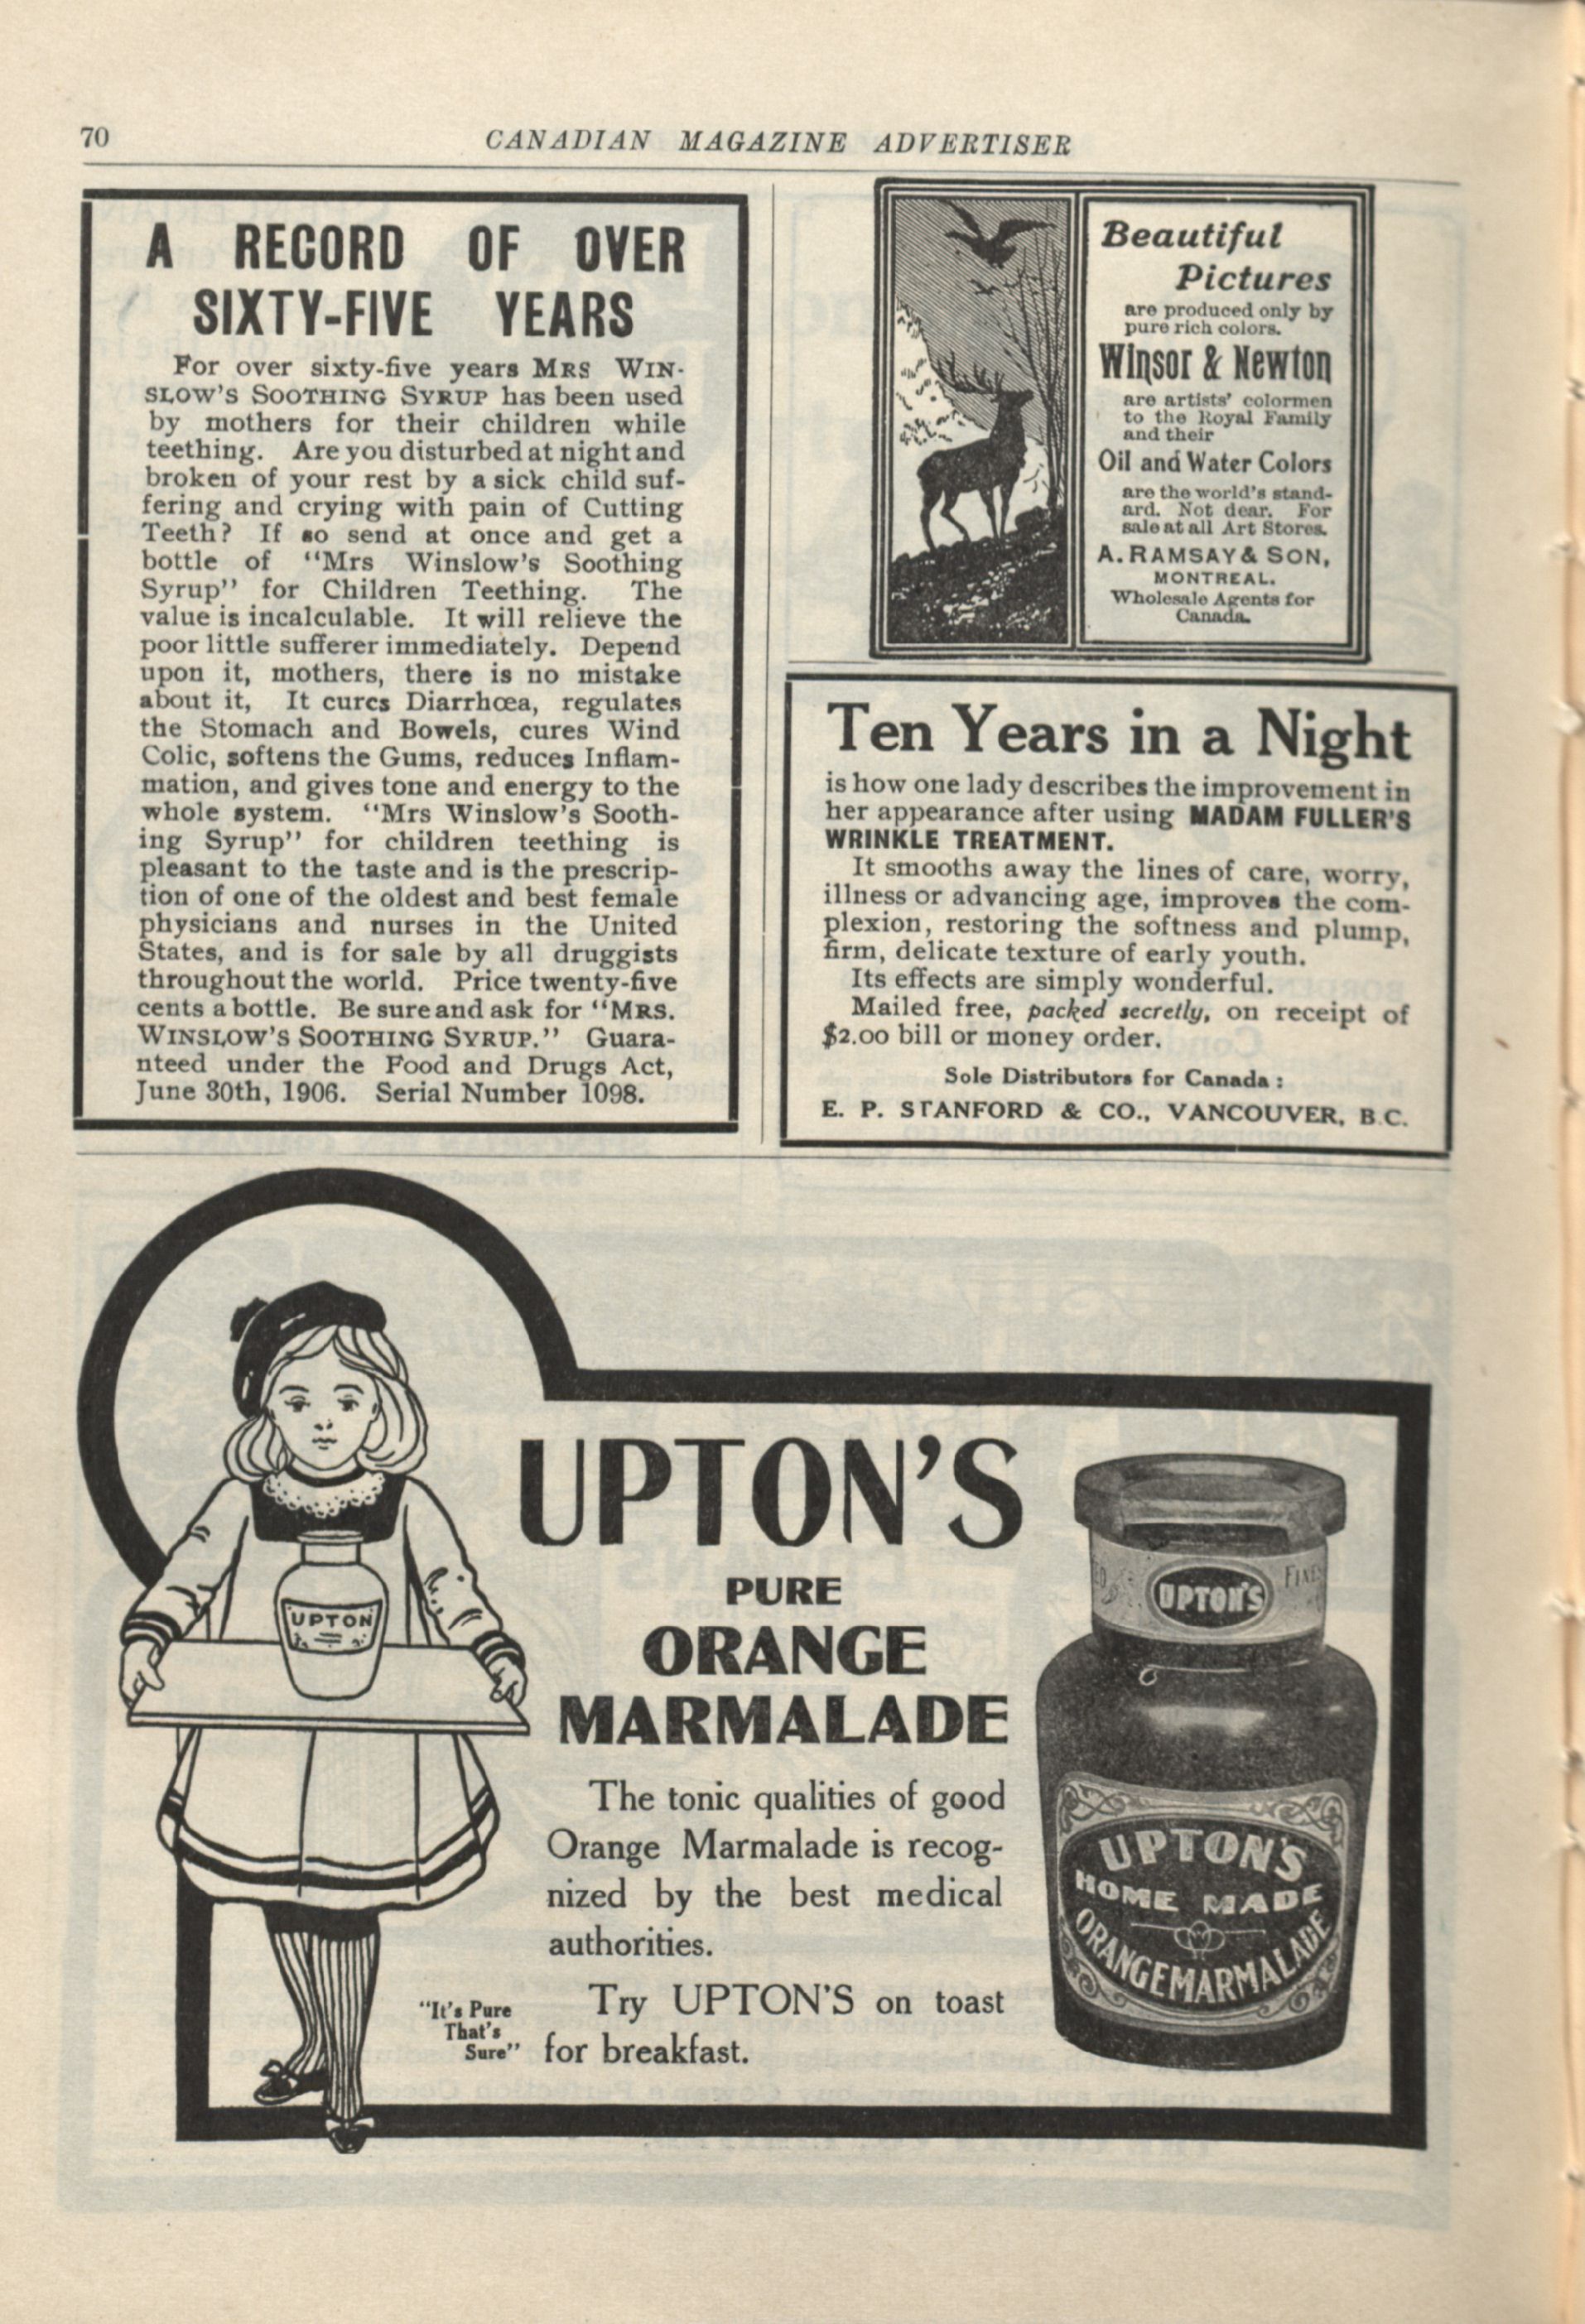 70
CANADIAN MAGAZINE ADVERTISER
A RECORD OF OVER
SIXTY-FIVE YEARS
For over sixty-five years MRS WIN-
SLOW'S SOOTHING SYRUP has been used
by mothers for their children while
teething. Are you disturbed at night and
broken of your rest by a sick child suf-
fering and crying with pain of Cutting
Teeth? If so send at once and get a
bottle of "Mrs Winslow's Soothing
Syrup" for Children Teething. The
value is incalculable. It will relieve the
poor little sufferer immediately. Depend
upon it, mothers, there is no mistake
about it, It cures Diarrhœa, regulates
the Stomach and Bowels, cures Wind
Colic, softens the Gums, reduces Inflam-
mation, and gives tone and energy to the
whole system. "Mrs Winslow's Sooth-
ing Syrup" for children teething is
pleasant to the taste and is the prescrip-
tion of one of the oldest and best female
physicians and nurses in the United
States, and is for sale by all druggists
throughout the world. Price twenty-five
cents a bottle. Be sure and ask for "MRS.
WINSLOW'S SOOTHING SYRUP." Guara-
nteed under the Food and Drugs Act,
June 30th, 1906. Serial Number 1098.
Beautiful
Pictures
are produced only by
pure rich colors.
Winsor & Newton
are artists' colormen
to the Royal Family
and their
Oil and Water Colors
are the world's stand-
ard. Not dear. For
sale at all Art Stores.
A. RAMSAY & SON,
MONTREAL.
Wholesale Agents for
Canada.
Ten Years in a Night
is how one lady describes the improvement in
her appearance after using MADAM FULLER'S
WRINKLE TREATMENT.
It smooths away the lines of care, worry,
illness or advancing age, improves the com-
plexion, restoring the softness and plump,
firm, delicate texture of early youth.
Its effects are simply wonderful.
Mailed free, packed secretly, on receipt of
$2.00 bill or money order.
Sole Distributors for Canada:
E. P. STANFORD & CO., VANCOUVER, B.C.
UPTON'S
PURE
ORANGE
MARMALADE
The tonic qualities of good
Orange Marmalade is recog-
nized by the best medical
authorities.
Try UPTON'S on toast
for breakfast.
"It's Pure
That's
Sure"
UPTON
UPTON'S
UPTON'S
HOME MADE
ORANGE MARMALADE